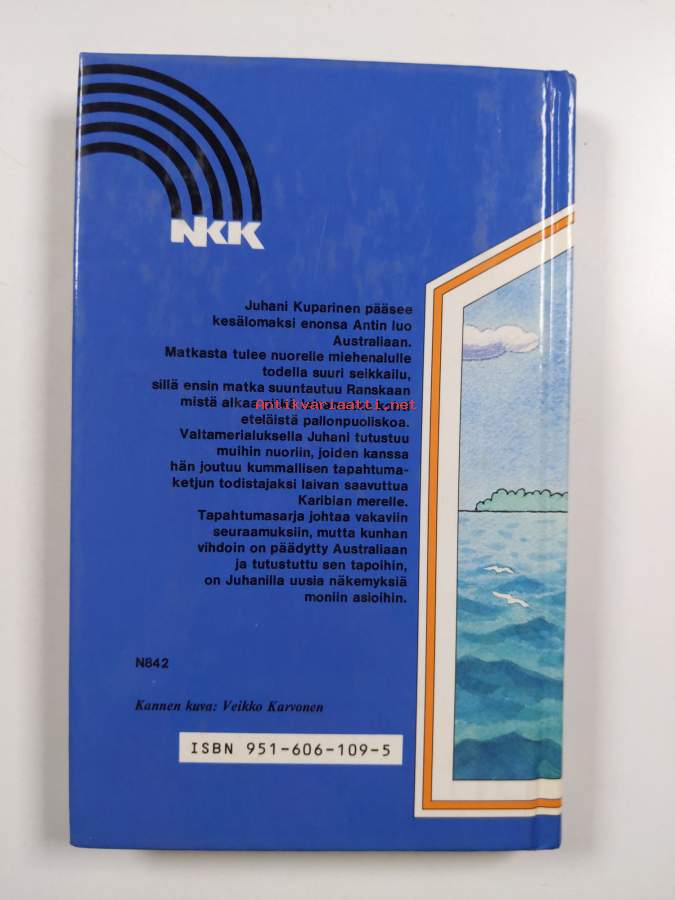 NKK
Juhani Kuparinen pääsee
kesälomaksi enonsa Antin luo
Australiaan.
Matkasta tulee nuorelle miehenalulle
todella suuri seikkailu,
sillä ensin matka suuntautuu Ranskaan
mistä alkaa
Antikvariaatti.net
eteläistä pallonpuoliskoa.
Valtamerialuksella Juhani tutustuu
muihin nuoriin, joiden kanssa
hän joutuu kummallisen tapahtuma-
ketjun todistajaksi laivan saavuttua
Karibian merelle.
Tapahtumasarja johtaa vakaviin
seuraamuksiin, mutta kunhan
vihdoin on päädytty Australiaan
ja tutustuttu sen tapoihin,
on Juhanilla uusia näkemyksiä
moniin asioihin.
N842
Kannen kuva: Veikko Karvonen
ISBN 951-606-109-5